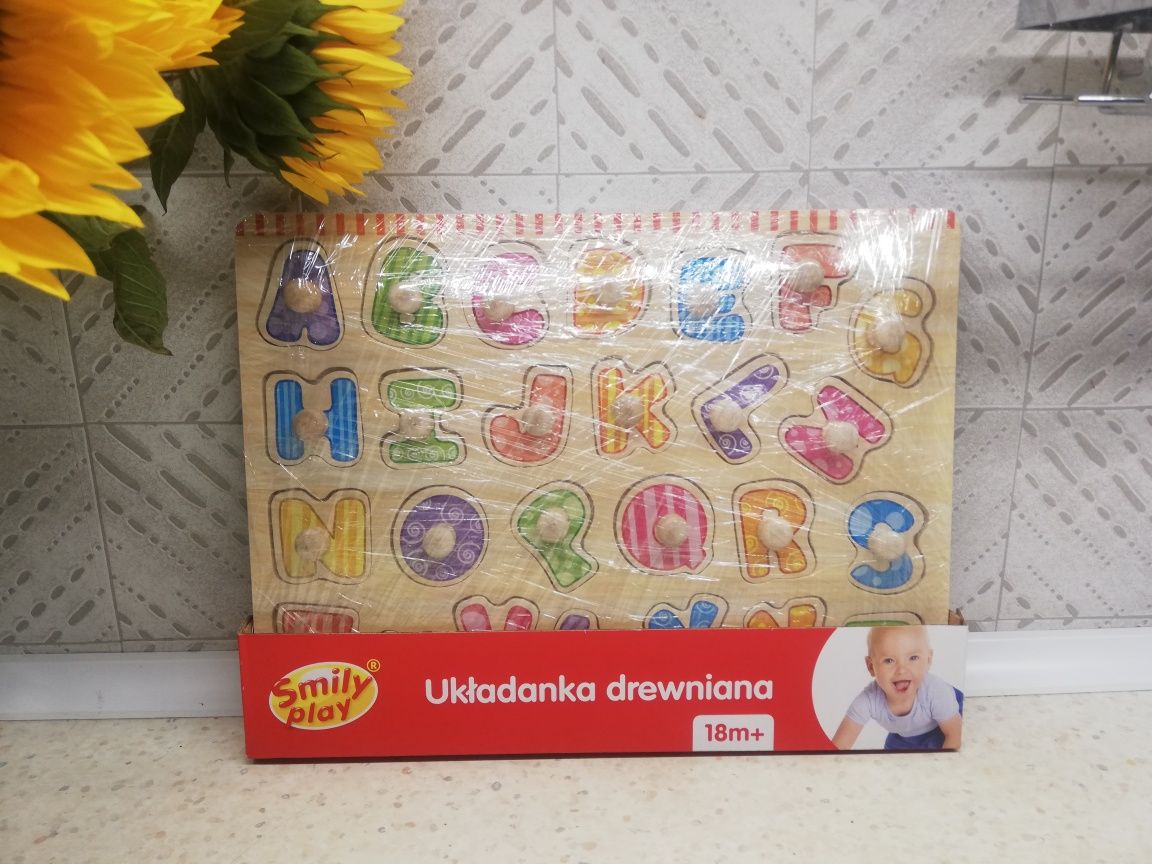 A B C D E F G
H I J K L M
N O P Q R S
Smily ®
play
Układanka drewniana
18m+